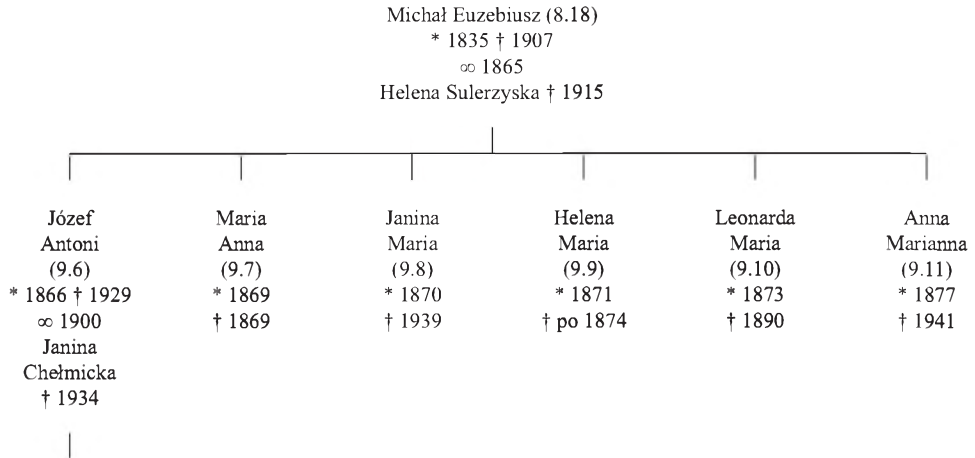 Michał Euzebiusz (8.18)
* 1835 † 1907
∞ 1865
Helena Sulerzyska † 1915
Józef
Antoni
(9.6)
* 1866 † 1929
∞ 1900
Janina
Chełmicka
† 1934
Maria
Anna
(9.7)
* 1869
† 1869
Janina
Maria
(9.8)
* 1870
† 1939
Helena
Maria
(9.9)
* 1871
† po 1874
Leonarda
Maria
(9.10)
* 1873
† 1890
Anna
Marianna
(9.11)
* 1877
† 1941